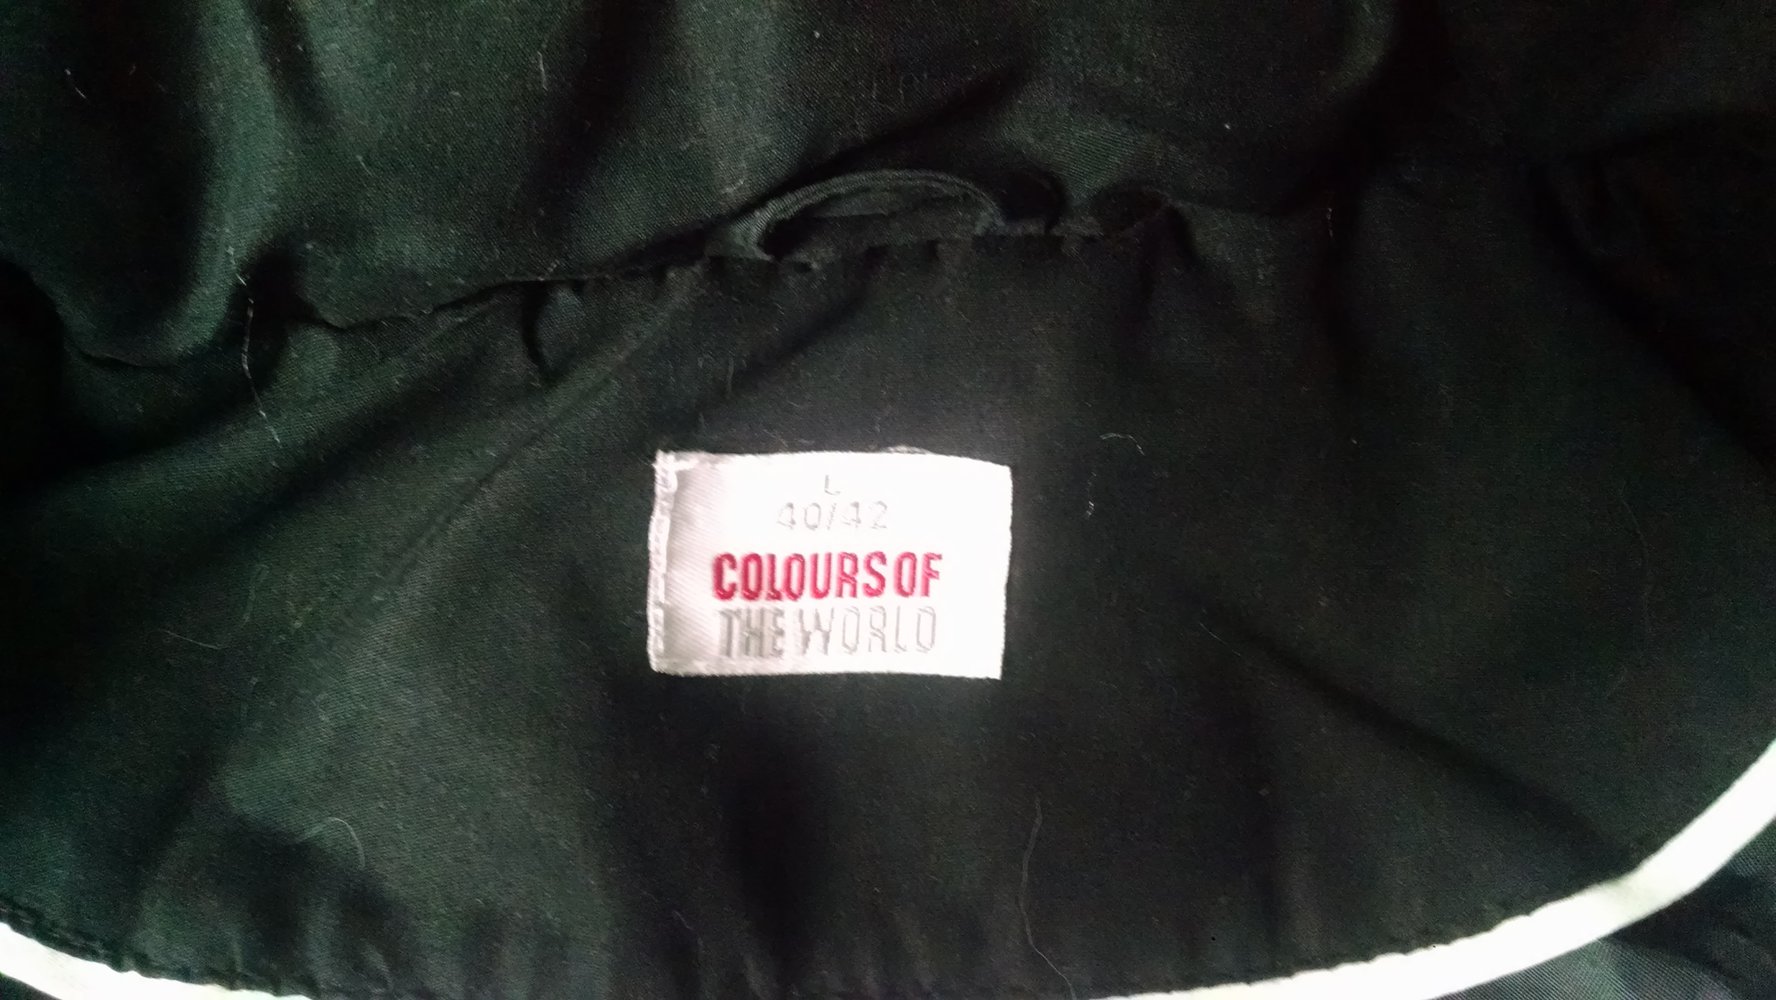 L
40/42
COLOURS OF
THE WORLD